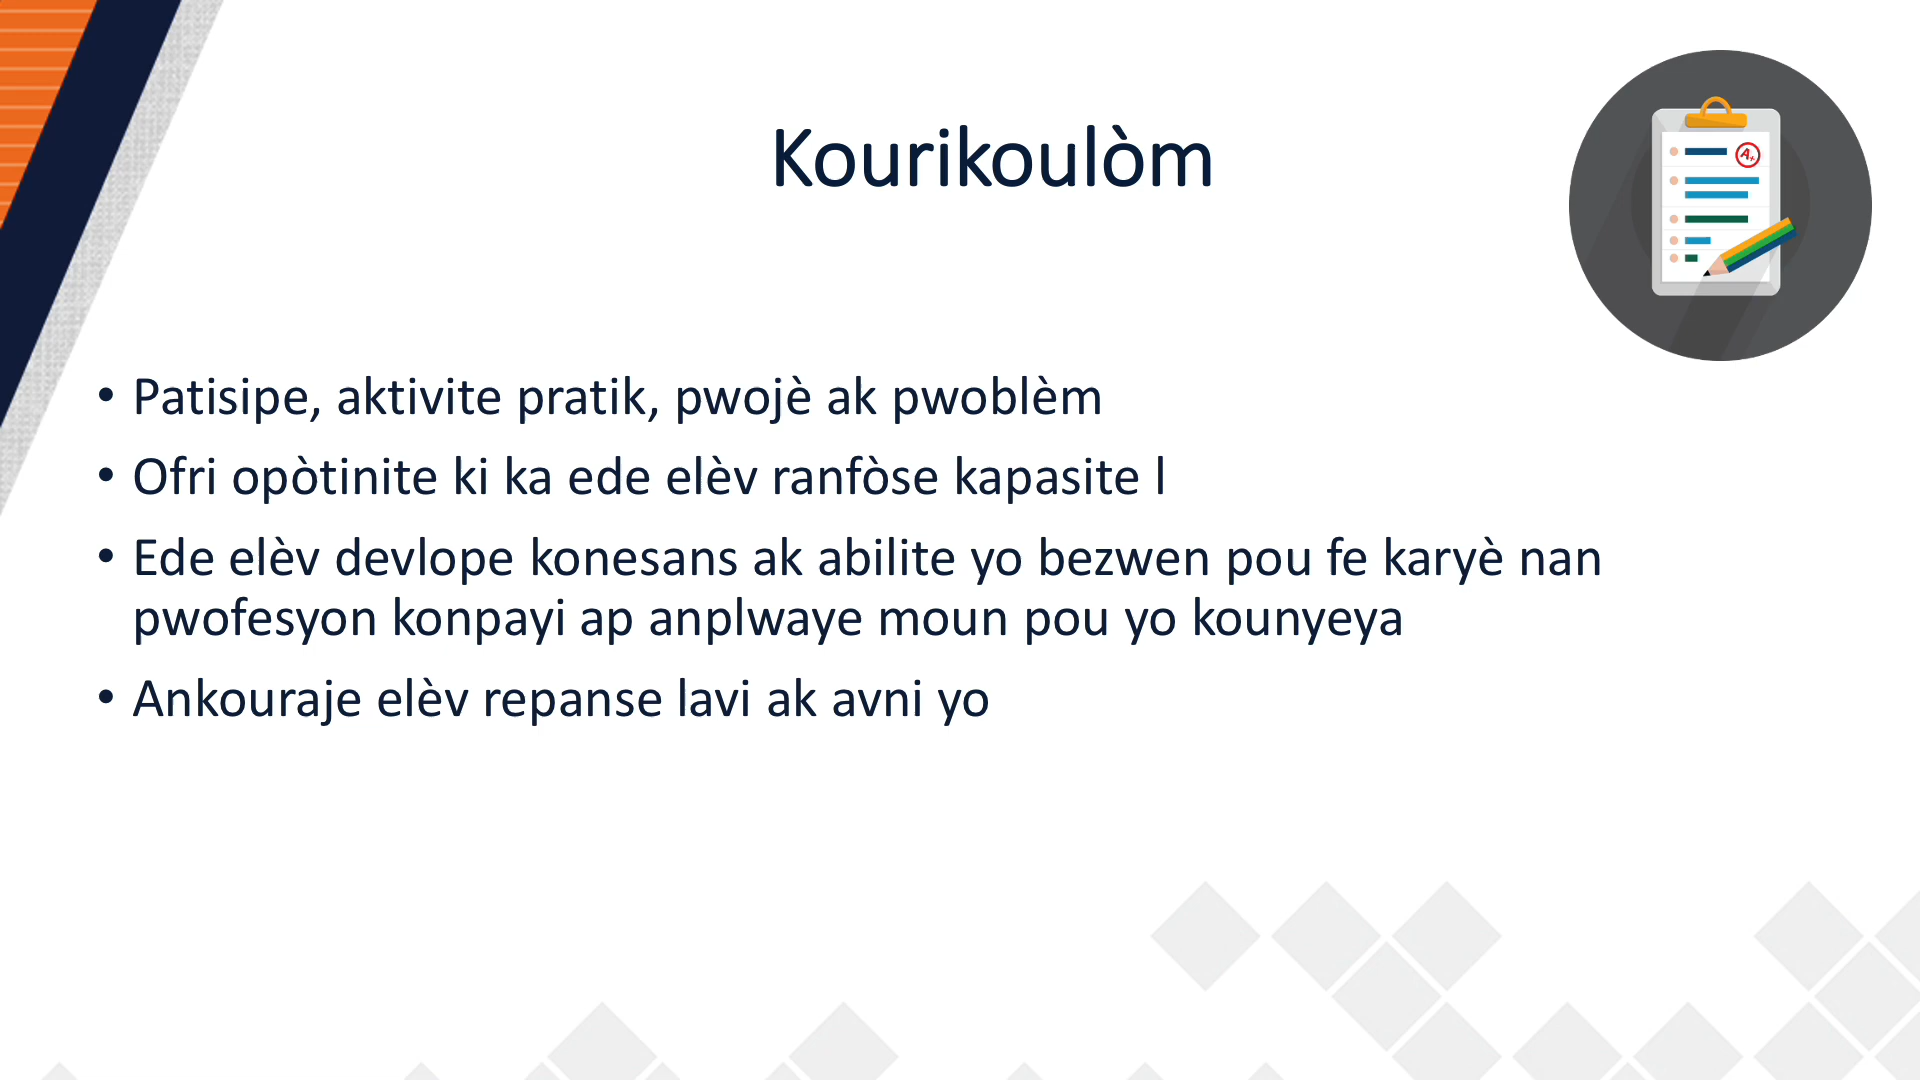 Kourikoulòm
A+
• Patisipe, aktivite pratik, pwojè ak pwoblèm
• Ofri opòtinite ki ka ede elèv ranfòse kapasite l
• Ede elèv devlope konesans ak abilite yo bezwen pou fe karyè nan
pwofesyon konpayi ap anplwaye moun pou yo kounyeya
• Ankouraje elèv repanse lavi ak avni yo